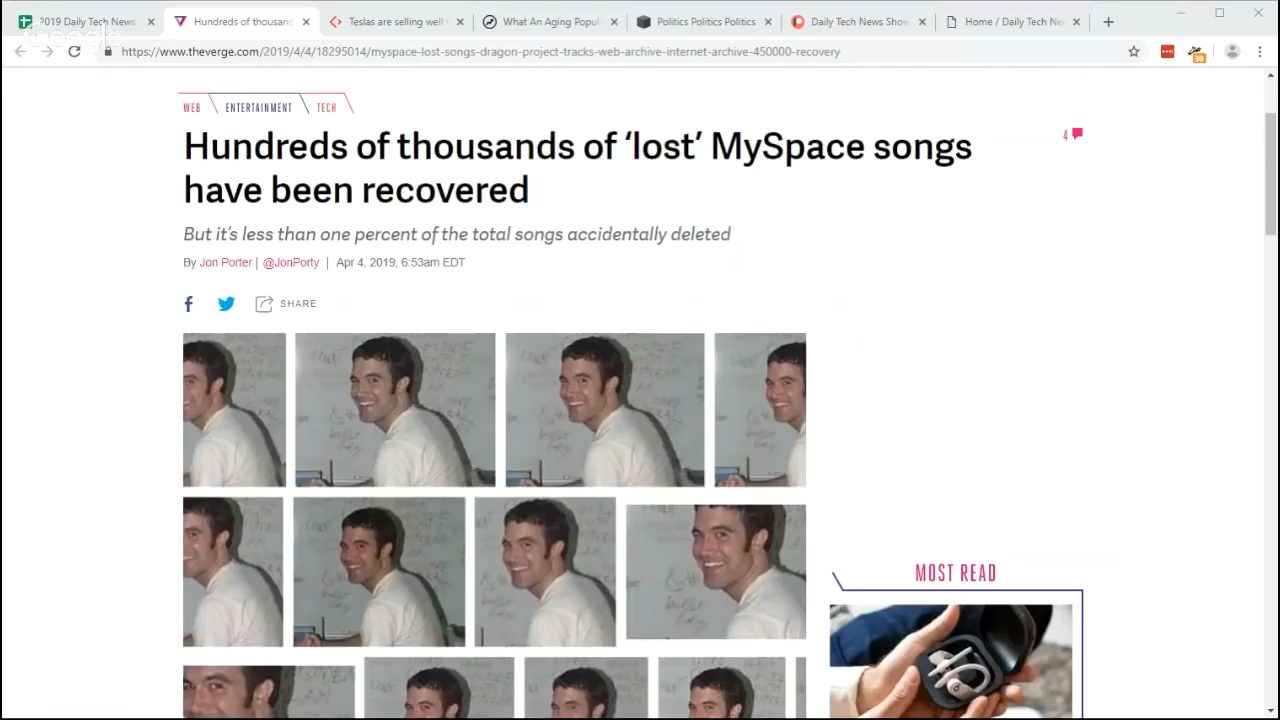 2019 Daily Tech News
Hundreds of thousand
Teslas are selling well
What An Aging Popul
Politics Politics Politics
Daily Tech News Show
Home / Daily Tech Ne
Google
https://www.theverge.com/2019/4/4/18295014/myspace-lost-songs-dragon-project-tracks-web-archive-internet-archive-450000-recovery
30
WEB
ENTERTAINMENT
TECH
Hundreds of thousands of ‘lost’ MySpace songs
have been recovered
4
But it’s less than one percent of the total songs accidentally deleted
By Jon Porter | @JonPorty | Apr 4, 2019, 6:53am EDT
SHARE
MOST READ